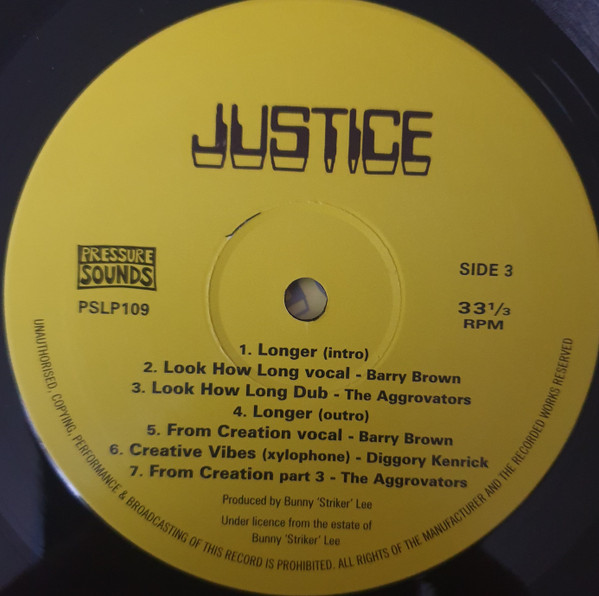 JUSTICE
PRESSURE
SOUNDS
PSLP109
SIDE 3
33 1/3
RPM
1. Longer (intro)
2. Look How Long vocal - Barry Brown
3. Look How Long Dub - The Aggrovators
4. Longer (outro)
5. From Creation vocal - Barry Brown
6. Creative Vibes (xylophone) - Diggory Kenrick
7. From Creation part 3 - The Aggrovators
Produced by Bunny 'Striker' Lee
Under licence from the estate of
Bunny 'Striker' Lee
UNAUTHORISED, COPYING, PERFORMANCE & BROADCASTING OF THIS RECORD IS PROHIBITED. ALL RIGHTS OF THE MANUFACTURER AND THE RECORDED WORKS RESERVED